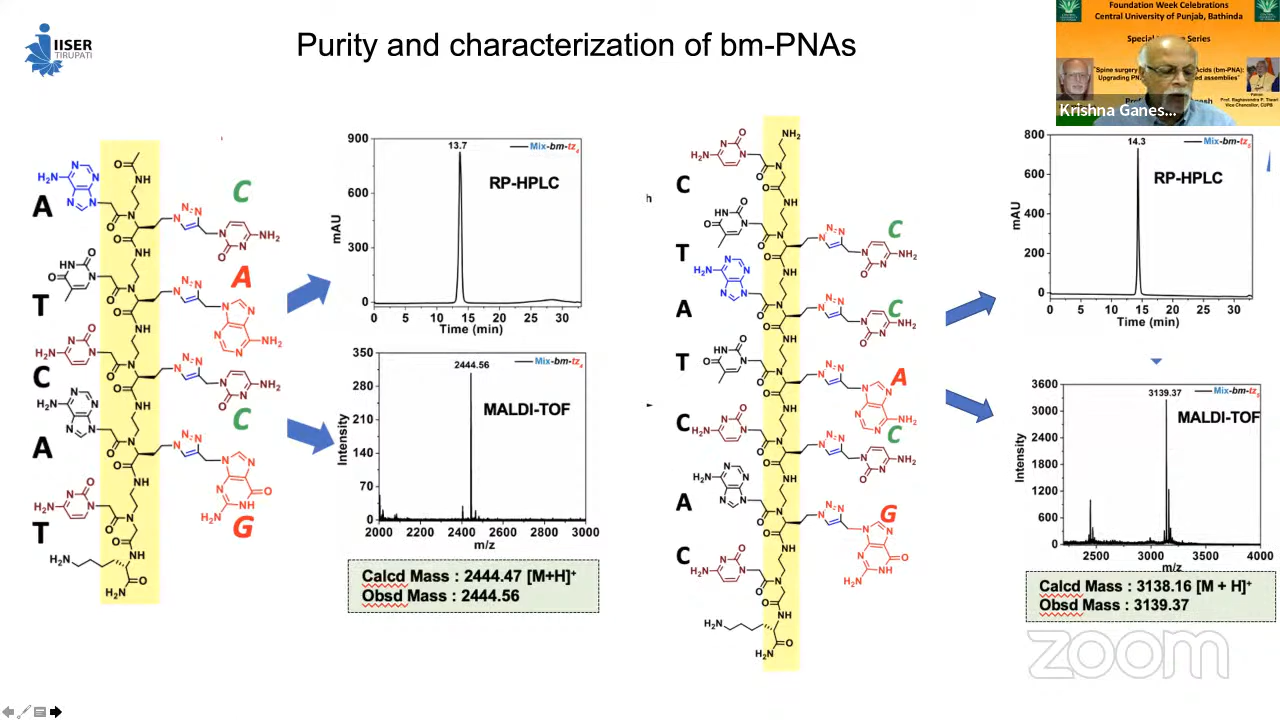 IISER
TIRUPATI
Purity and characterization of bm-PNAs
Foundation Week Celebrations
Central University of Punjab, Bathinda
Krishna Ganes...
Prof. Raghavendra P. Tiwari
Vice Chancellor, CUPB
A
T
C
A
T
C
A
C
G
900
600
300
0
mAU
13.7
Mix-bm-tz4
RP-HPLC
0 5 10 15 20 25 30
Time (min)
350
280
210
140
70
0
Intensity
2444.56
Mix-bm-tz4
MALDI-TOF
2000 2200 2400 2600 2800 3000
m/z
Calcd Mass : 2444.47 [M+H]+
Obsd Mass : 2444.56
h
C
T
A
T
C
A
C
C
C
A
C
G
800
600
400
200
0
mAU
14.3
Mix-bm-tz5
RP-HPLC
0 5 10 15 20 25 30
Time (min)
3600
3000
2400
1800
1200
600
0
Intensity
3139.37
Mix-bm-tz5
MALDI-TOF
2500 3000 3500 4000
m/z
Calcd Mass : 3138.16 [M + H]+
Obsd Mass : 3139.37
zoom